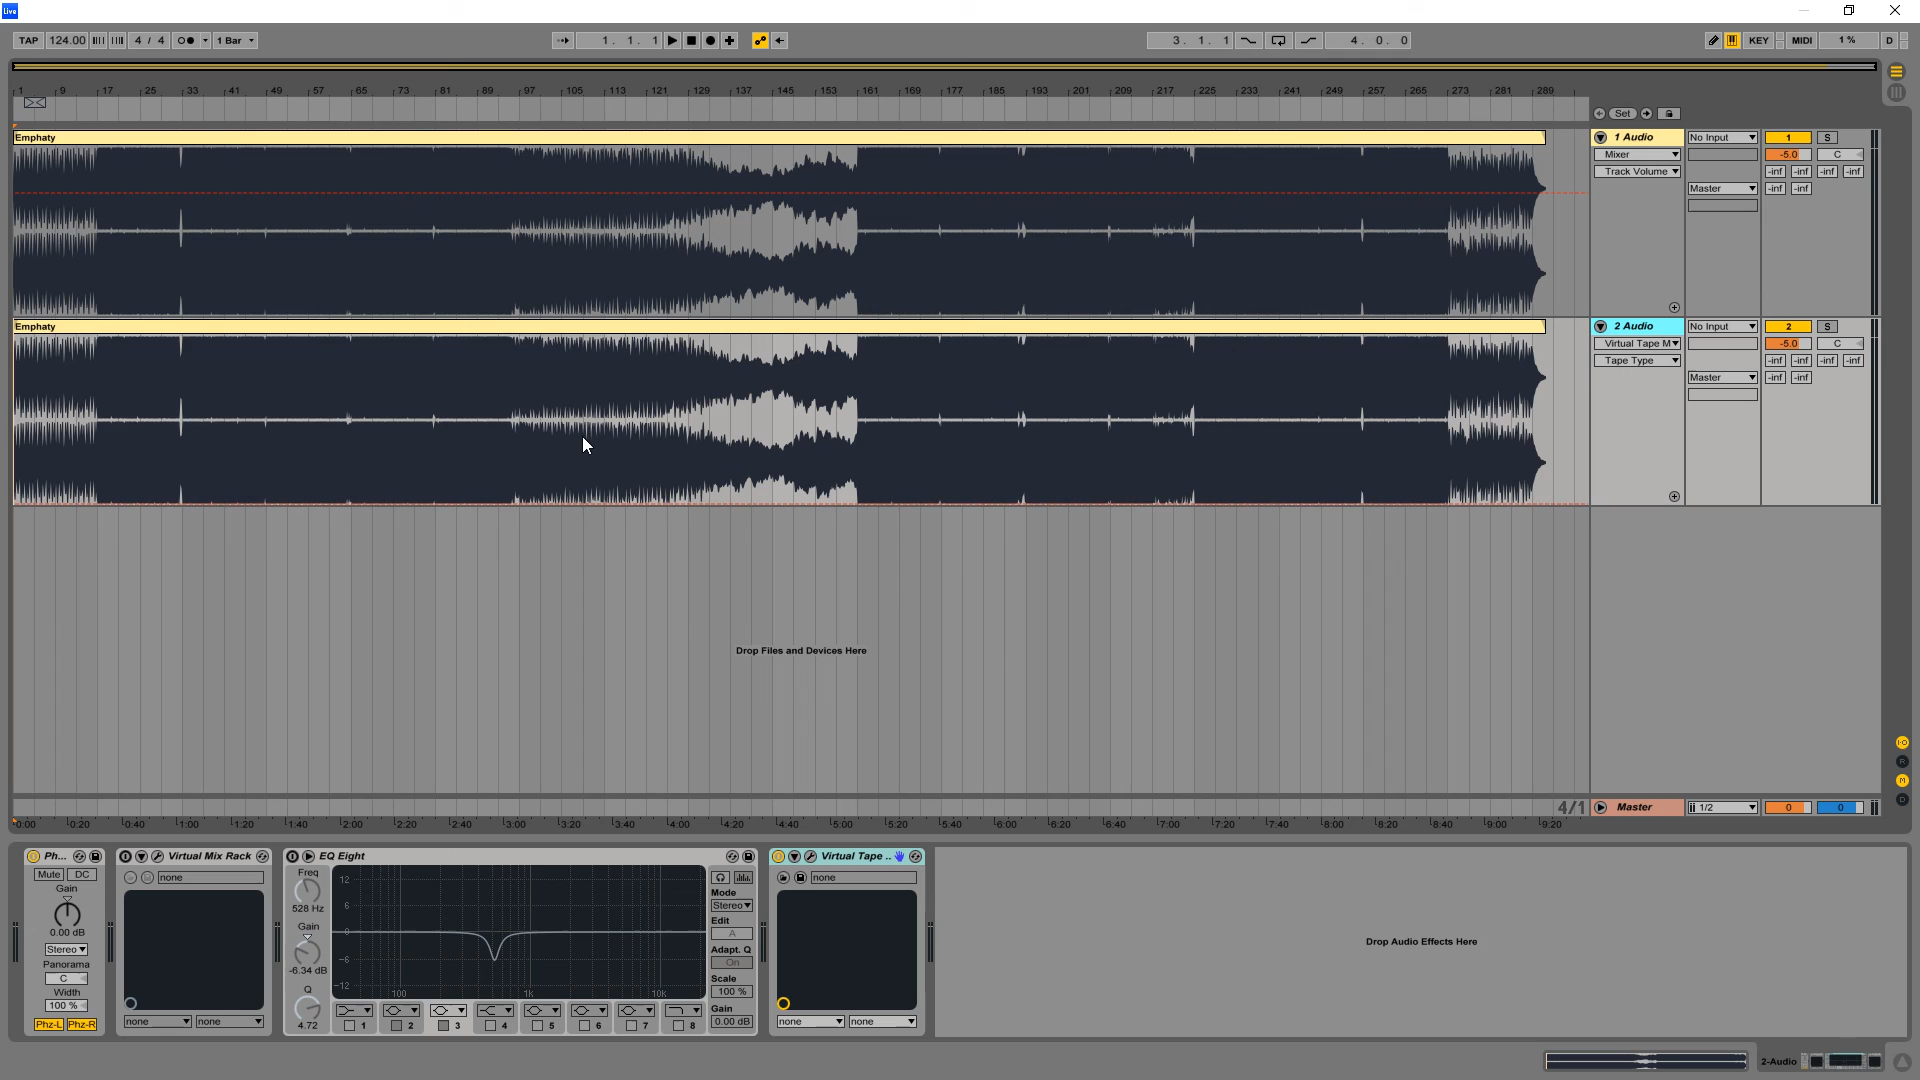 Live
TAP 124.00 4 / 4 1 Bar 1. 1. 1 3. 1. 1 4. 0. 0 KEY MIDI 1 % D
1 9 17 25 33 41 49 57 65 73 81 89 97 105 113 121 129 137 145 153 161 169 177 185 193 201 209 217 225 233 241 249 257 265 273 281 289
Set
Emphaty 1 Audio No Input 1 S
Mixer -5.0 C
Track Volume -inf -inf -inf -inf
Master -inf -inf
Emphaty 2 Audio No Input 2 S
Virtual Tape M -5.0 C
Tape Type -inf -inf -inf -inf
Master -inf -inf
Drop Files and Devices Here
4/1 Master 1/2 0 0
0:00 0:20 0:40 1:00 1:20 1:40 2:00 2:20 2:40 3:00 3:20 3:40 4:00 4:20 4:40 5:00 5:20 5:40 6:00 6:20 6:40 7:00 7:20 7:40 8:00 8:20 8:40 9:00 9:20
I·O
R
M
D
Ph...
Mute DC
Gain
0.00 dB
Stereo
Panorama
C
Width
100 %
Phz-L Phz-R
Virtual Mix Rack
none
none none
EQ Eight
Freq
528 Hz
Gain
-6.34 dB
Q
4.72
12
6
0
-6
-12
100 1k 10k
1 2 3 4 5 6 7 8
Mode
Stereo
Edit
A
Adapt. Q
On
Scale
100 %
Gain
0.00 dB
Virtual Tape ..
none
none none
Drop Audio Effects Here
2-Audio